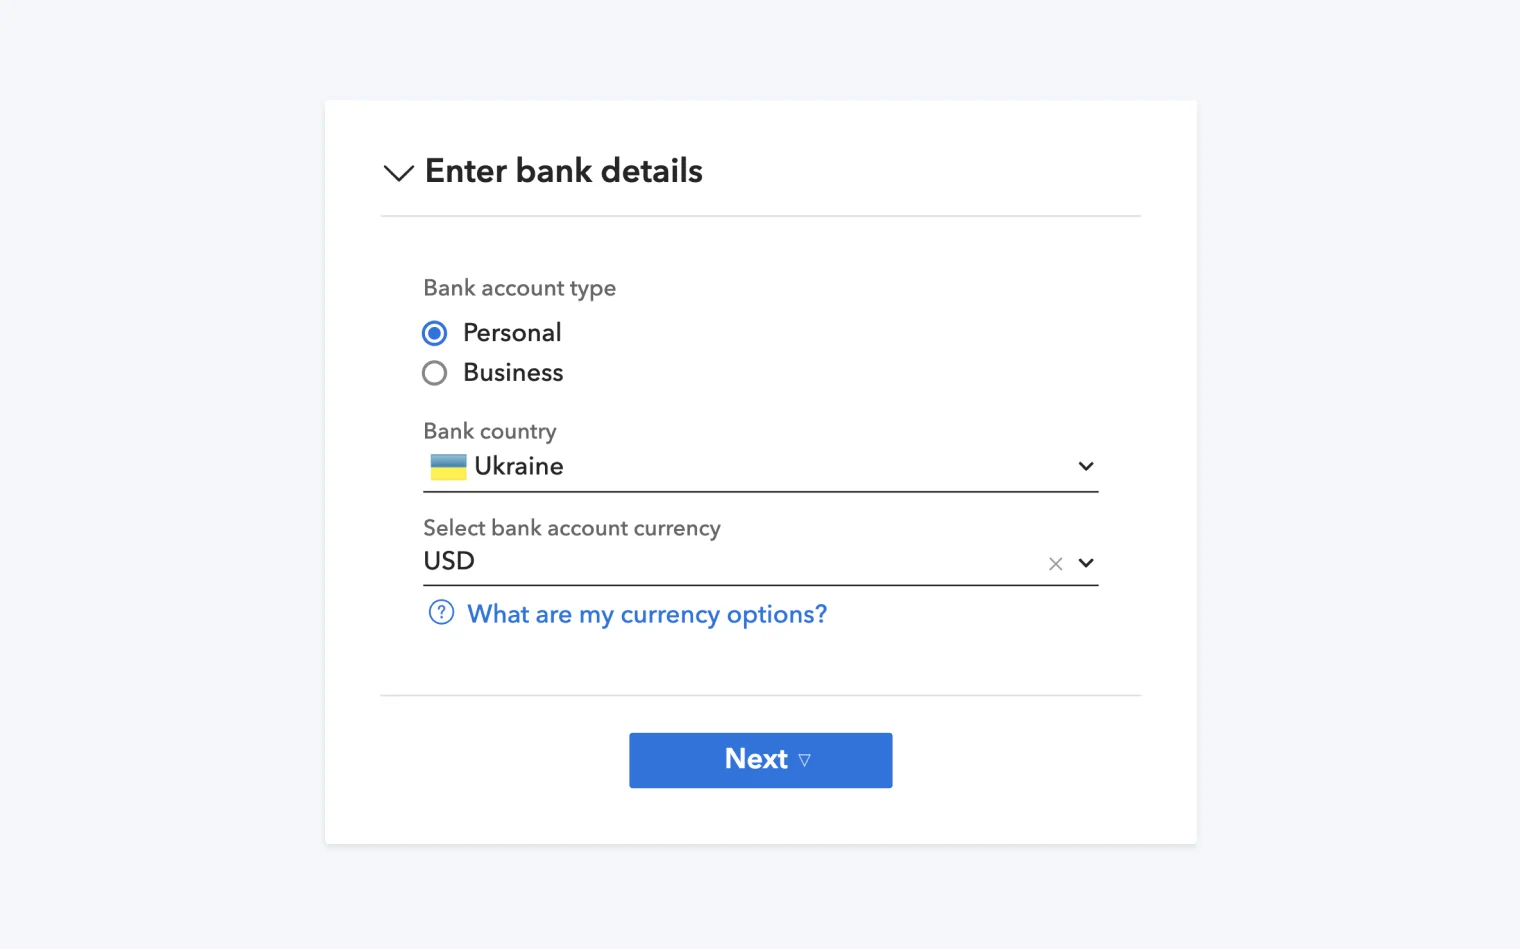 Enter bank details
Bank account type
Personal
Business
Bank country
Ukraine
Select bank account currency
USD
What are my currency options?
Next